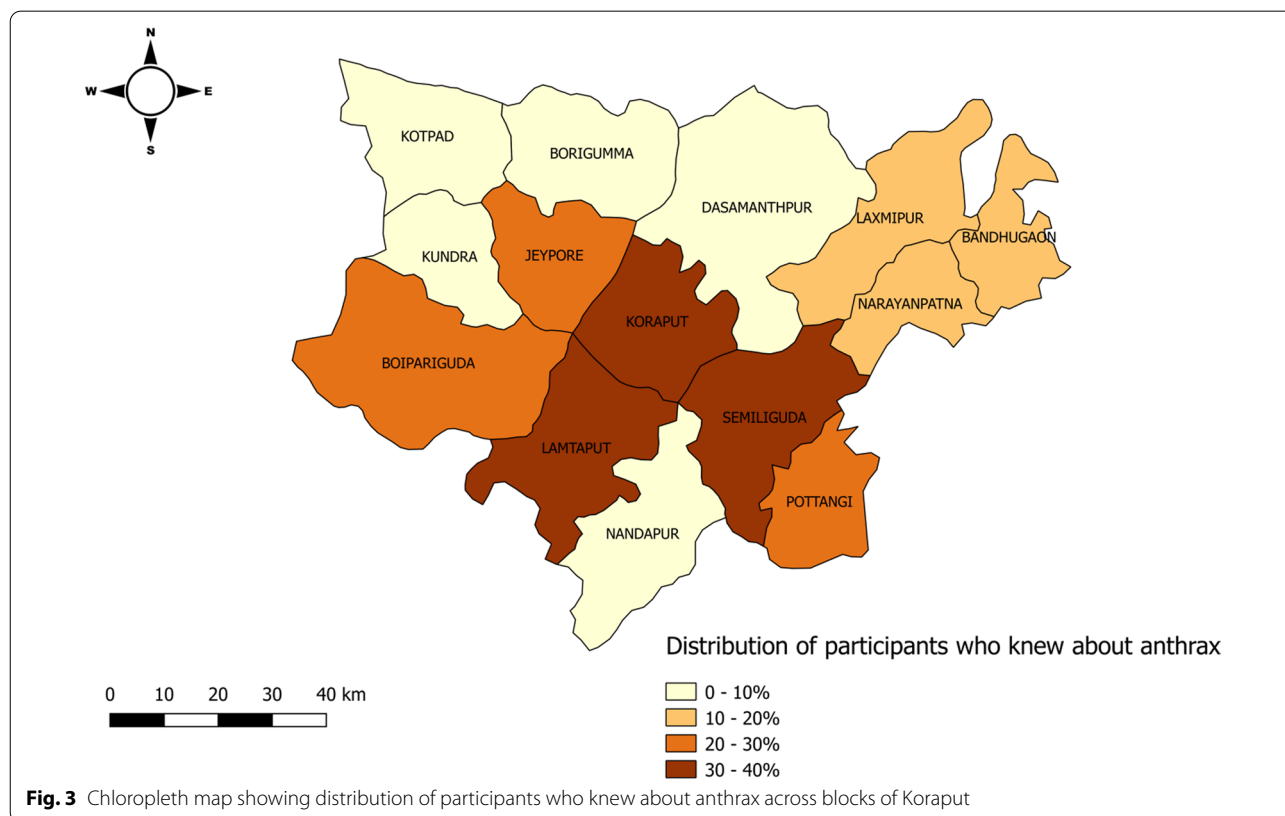 N
W E
S
KOTPAD
BORIGUMMA
DASAMANTHPUR
LAXMIPUR
BANDHUGAON
KUNDRA
JEYPORE
NARAYANPATNA
KORAPUT
BOIPARIGUDA
SEMILIGUDA
LAMTAPUT
POTTANGI
NANDAPUR
Distribution of participants who knew about anthrax
0 - 10%
10 - 20%
20 - 30%
30 - 40%
0 10 20 30 40 km
Fig. 3 Chloropleth map showing distribution of participants who knew about anthrax across blocks of Koraput